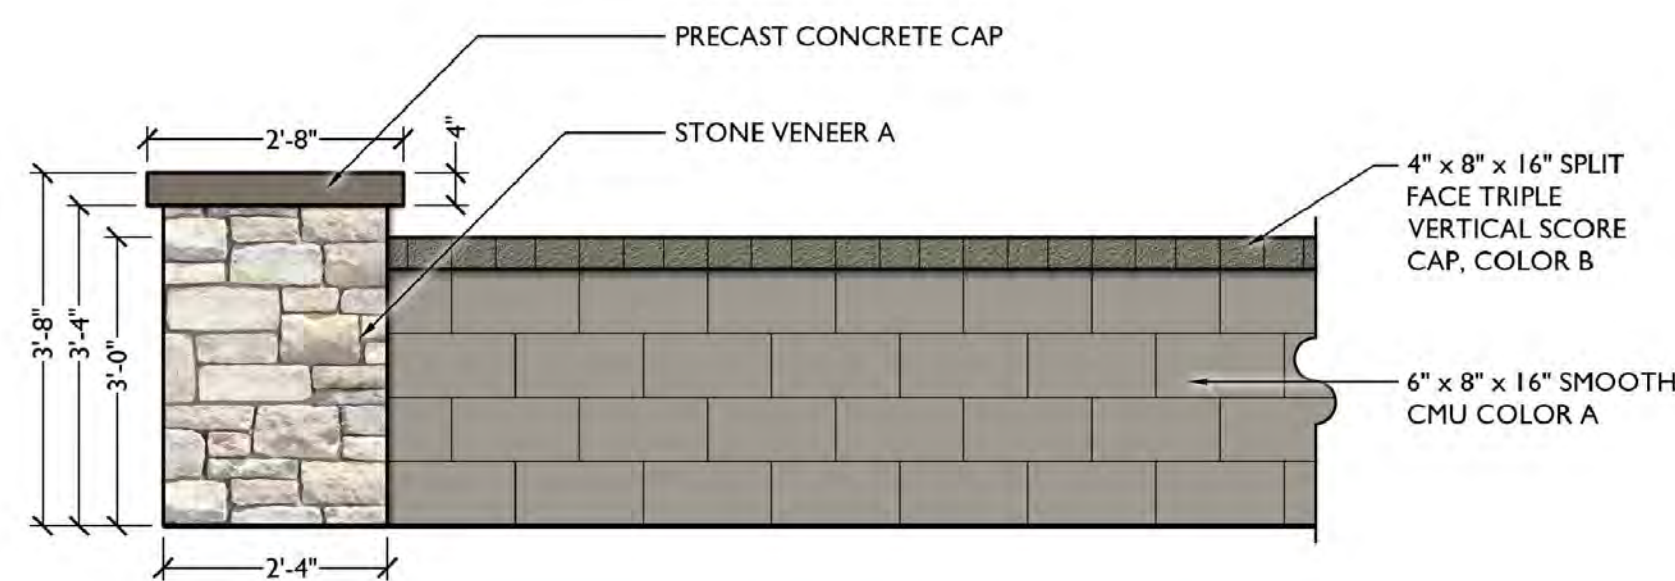 PRECAST CONCRETE CAP
STONE VENEER A
2'-8"
4"
4" x 8" x 16" SPLIT
FACE TRIPLE
VERTICAL SCORE
CAP, COLOR B
3'-8"
3'-4"
3'-0"
6" x 8" x 16" SMOOTH
CMU COLOR A
2'-4"